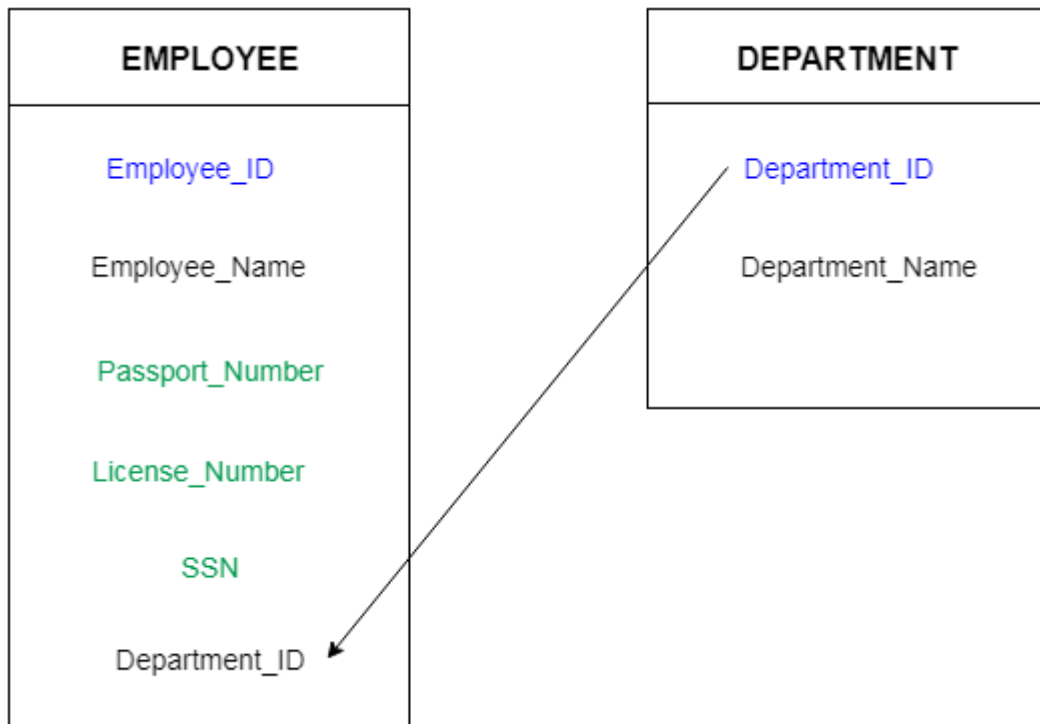 EMPLOYEE
Employee_ID
Employee_Name
Passport_Number
License_Number
SSN
Department_ID
DEPARTMENT
Department_ID
Department_Name